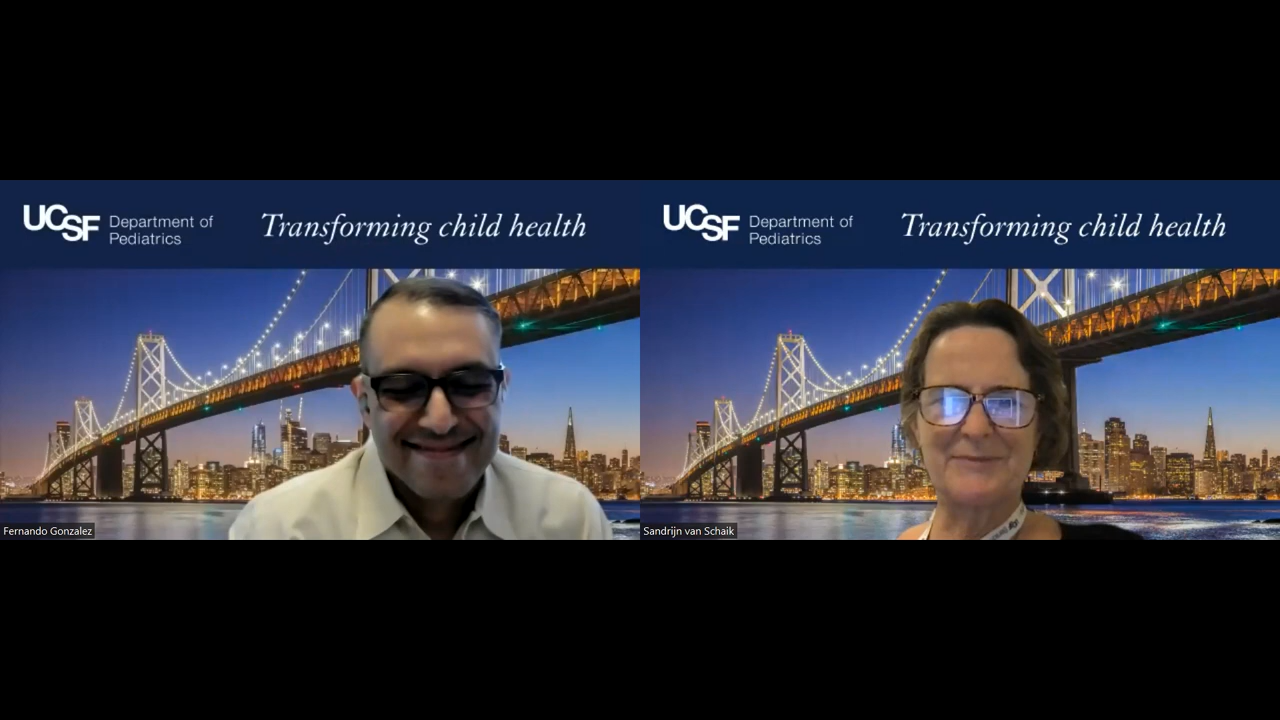 UCSF Department of
Pediatrics
Transforming child health
UCSF Department of
Pediatrics
Transforming child health
Fernando Gonzalez
Sandrijn van Schaik